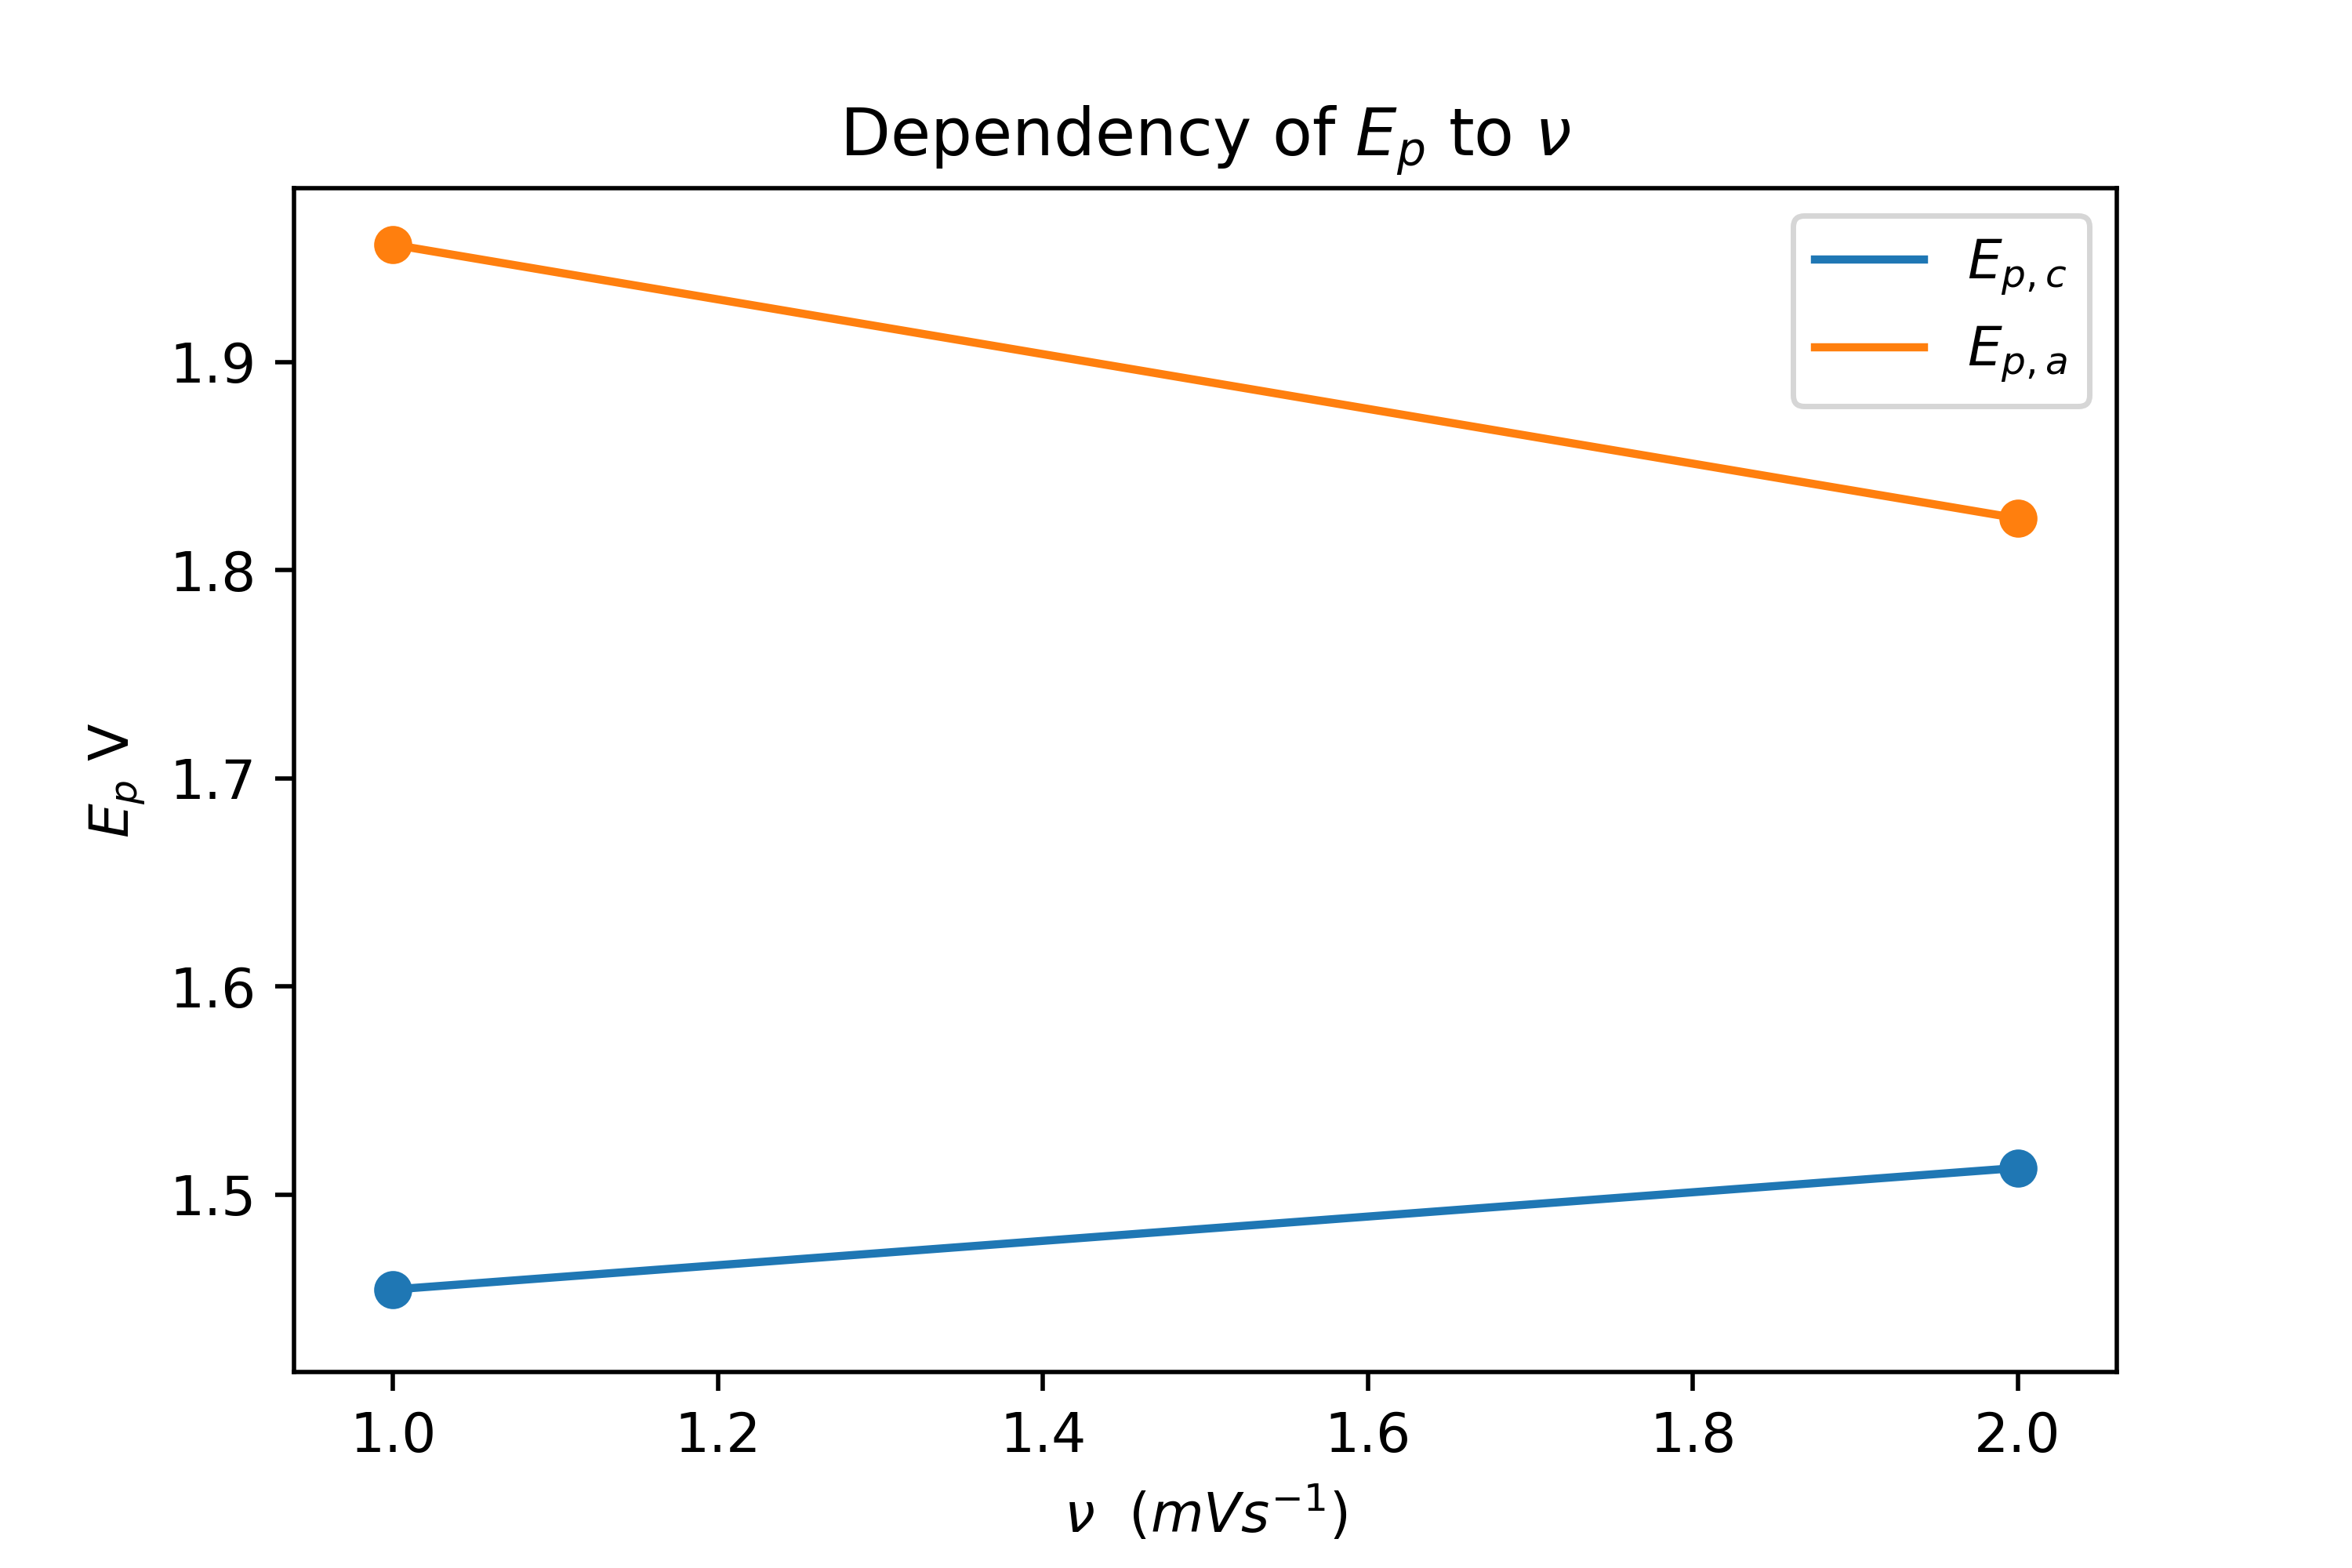 Dependency of E_p to ν
E_{p,c}
E_{p,a}
E_p V
1.9
1.8
1.7
1.6
1.5
1.0 1.2 1.4 1.6 1.8 2.0
ν (mVs⁻¹)